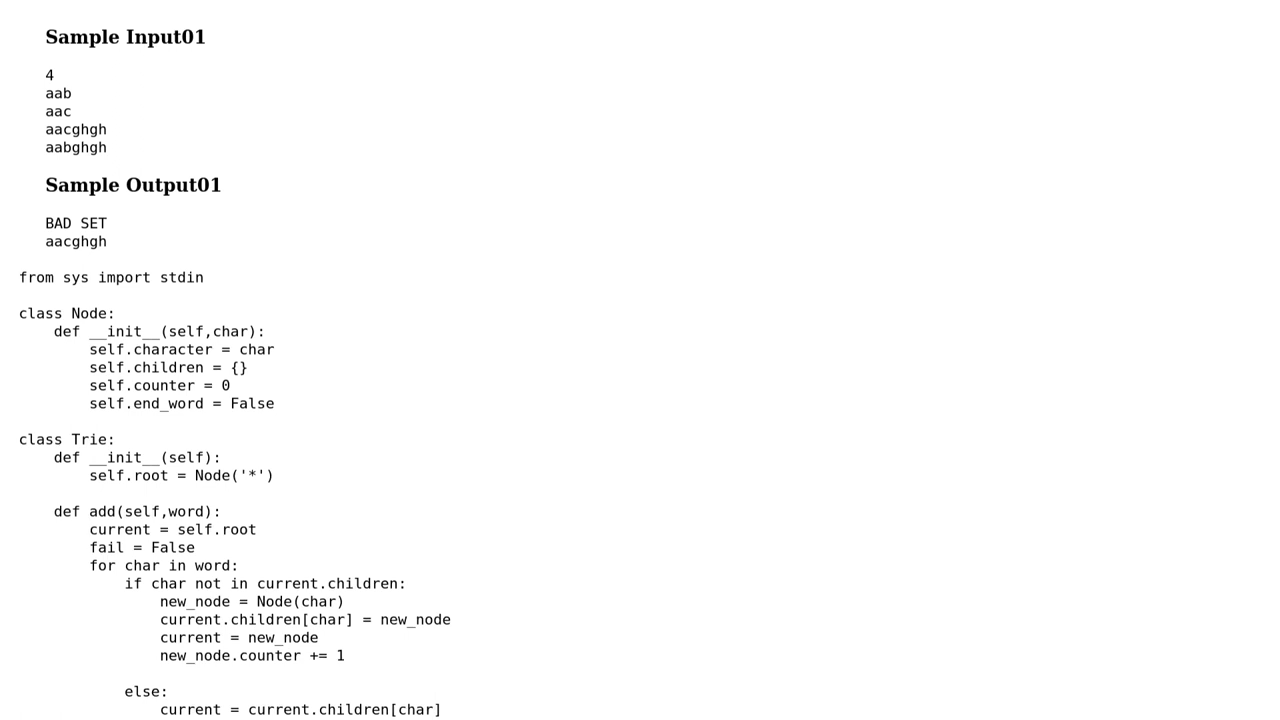 Sample Input01
4
aab
aac
aacghgh
aabghgh
Sample Output01
BAD SET
aacghgh
from sys import stdin
class Node:
    def __init__(self,char):
        self.character = char
        self.children = {}
        self.counter = 0
        self.end_word = False
class Trie:
    def __init__(self):
        self.root = Node('*')
    def add(self,word):
        current = self.root
        fail = False
        for char in word:
            if char not in current.children:
                new_node = Node(char)
                current.children[char] = new_node
                current = new_node
                new_node.counter += 1
            else:
                current = current.children[char]